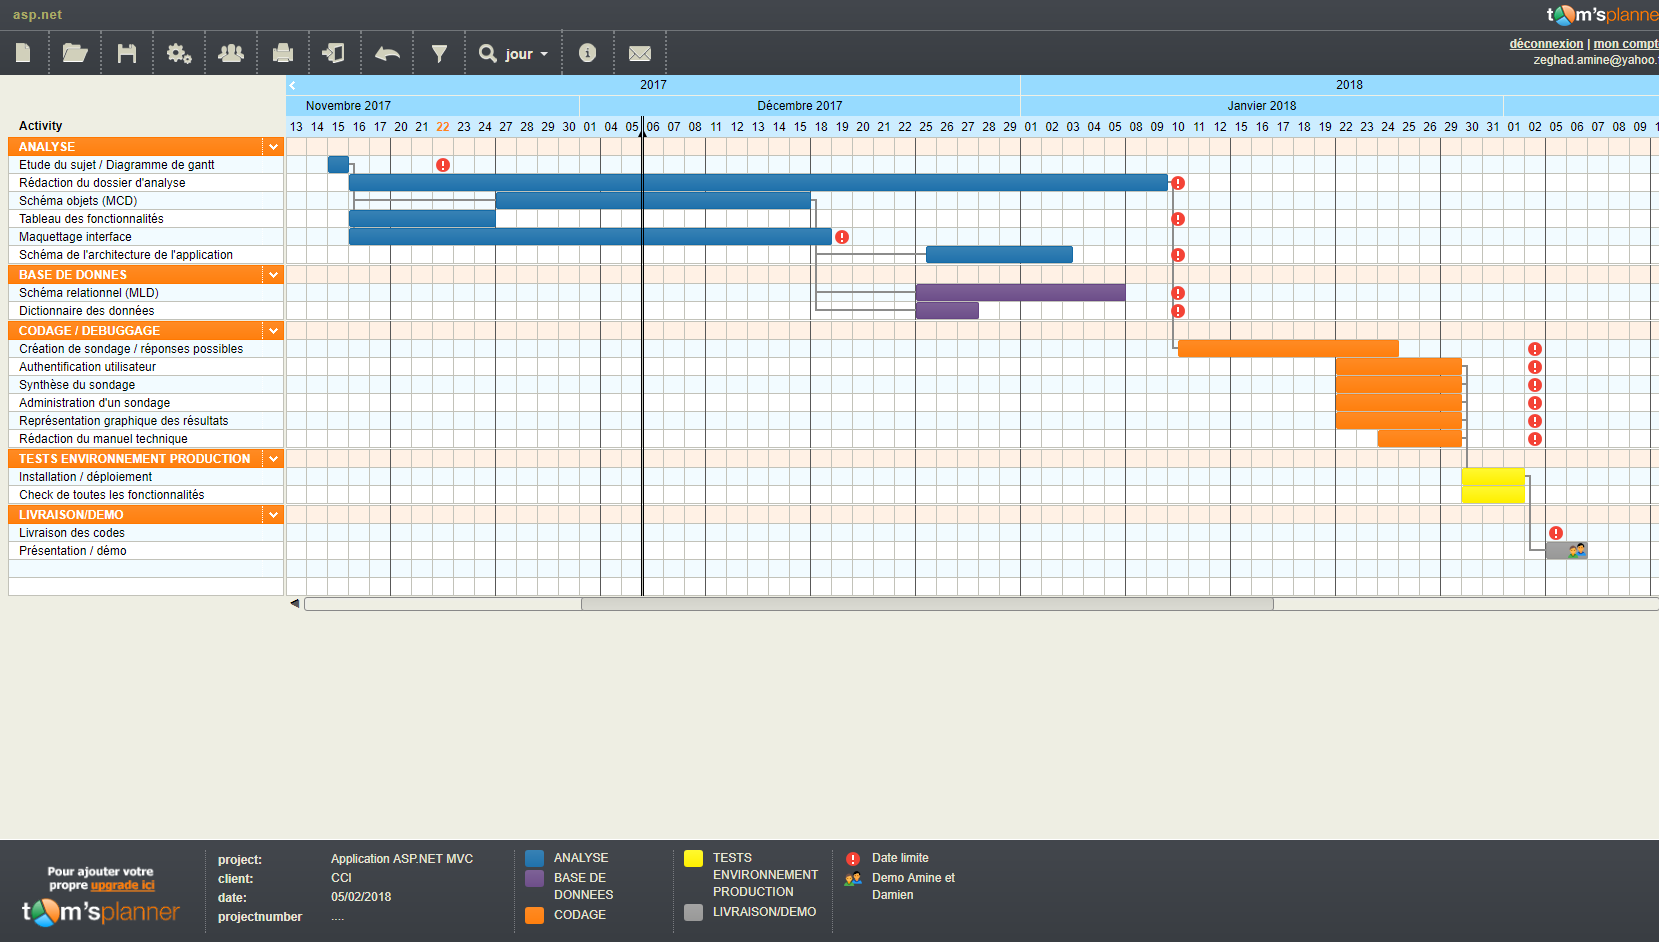 asp.net
tom'splanne
jour
déconnexion | mon compt
zeghad.amine@yahoo.
2017 2018
Novembre 2017 Décembre 2017 Janvier 2018
Activity
13 14 15 16 17 20 21 22 23 24 27 28 29 30 01 04 05 06 07 08 11 12 13 14 15 18 19 20 21 22 25 26 27 28 29 01 02 03 04 05 08 09 10 11 12 15 16 17 18 19 22 23 24 25 26 29 30 31 01 02 05 06 07 08 09 1
ANALYSE
Etude du sujet / Diagramme de gantt
Rédaction du dossier d'analyse
Schéma objets (MCD)
Tableau des fonctionnalités
Maquettage interface
Schéma de l'architecture de l'application
BASE DE DONNES
Schéma relationnel (MLD)
Dictionnaire des données
CODAGE / DEBUGGAGE
Création de sondage / réponses possibles
Authentification utilisateur
Synthèse du sondage
Administration d'un sondage
Représentation graphique des résultats
Rédaction du manuel technique
TESTS ENVIRONNEMENT PRODUCTION
Installation / déploiement
Check de toutes les fonctionnalités
LIVRAISON/DEMO
Livraison des codes
Présentation / démo
Pour ajouter votre
propre upgrade ici
tom'splanner
project: Application ASP.NET MVC
client: CCI
date: 05/02/2018
projectnumber ....
ANALYSE
BASE DE
DONNEES
CODAGE
TESTS
ENVIRONNEMENT
PRODUCTION
LIVRAISON/DEMO
Date limite
Demo Amine et
Damien